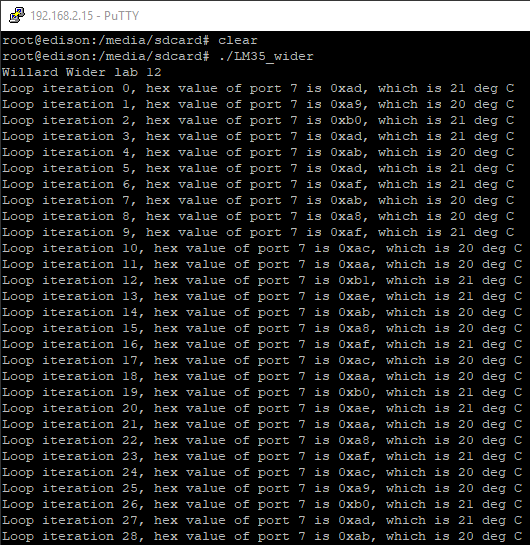 192.168.2.15 - PuTTY
root@edison:/media/sdcard# clear
root@edison:/media/sdcard# ./LM35_wider
Willard Wider lab 12
Loop iteration 0, hex value of port 7 is 0xad, which is 21 deg C
Loop iteration 1, hex value of port 7 is 0xa9, which is 20 deg C
Loop iteration 2, hex value of port 7 is 0xb0, which is 21 deg C
Loop iteration 3, hex value of port 7 is 0xad, which is 21 deg C
Loop iteration 4, hex value of port 7 is 0xab, which is 20 deg C
Loop iteration 5, hex value of port 7 is 0xad, which is 21 deg C
Loop iteration 6, hex value of port 7 is 0xaf, which is 21 deg C
Loop iteration 7, hex value of port 7 is 0xab, which is 20 deg C
Loop iteration 8, hex value of port 7 is 0xa8, which is 20 deg C
Loop iteration 9, hex value of port 7 is 0xaf, which is 21 deg C
Loop iteration 10, hex value of port 7 is 0xac, which is 20 deg C
Loop iteration 11, hex value of port 7 is 0xaa, which is 20 deg C
Loop iteration 12, hex value of port 7 is 0xb1, which is 21 deg C
Loop iteration 13, hex value of port 7 is 0xae, which is 21 deg C
Loop iteration 14, hex value of port 7 is 0xab, which is 20 deg C
Loop iteration 15, hex value of port 7 is 0xa8, which is 20 deg C
Loop iteration 16, hex value of port 7 is 0xaf, which is 21 deg C
Loop iteration 17, hex value of port 7 is 0xac, which is 20 deg C
Loop iteration 18, hex value of port 7 is 0xaa, which is 20 deg C
Loop iteration 19, hex value of port 7 is 0xb0, which is 21 deg C
Loop iteration 20, hex value of port 7 is 0xae, which is 21 deg C
Loop iteration 21, hex value of port 7 is 0xaa, which is 20 deg C
Loop iteration 22, hex value of port 7 is 0xa8, which is 20 deg C
Loop iteration 23, hex value of port 7 is 0xaf, which is 21 deg C
Loop iteration 24, hex value of port 7 is 0xac, which is 20 deg C
Loop iteration 25, hex value of port 7 is 0xa9, which is 20 deg C
Loop iteration 26, hex value of port 7 is 0xb0, which is 21 deg C
Loop iteration 27, hex value of port 7 is 0xad, which is 21 deg C
Loop iteration 28, hex value of port 7 is 0xab, which is 20 deg C